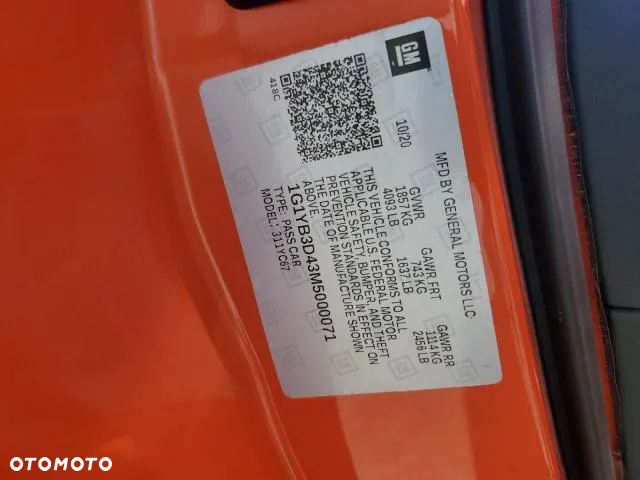 GM
MFD BY GENERAL MOTORS LLC
10/20
GVWR GAWR FRT GAWR RR
1857 KG 743 KG 1114 KG
4093 LB 1637 LB 2456 LB
THIS VEHICLE CONFORMS TO ALL
APPLICABLE U.S. FEDERAL MOTOR
VEHICLE SAFETY, BUMPER, AND THEFT
PREVENTION STANDARDS IN EFFECT ON
THE DATE OF MANUFACTURE SHOWN
ABOVE.
1G1YB3D43M5000071
TYPE: PASS CAR
MODEL: 311YC67
418C
OTOMOTO